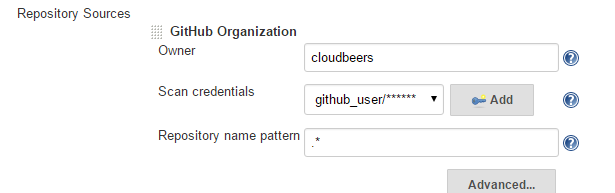 Repository Sources
GitHub Organization
Owner
cloudbeers
Scan credentials
github_user/******
Add
Repository name pattern
.*
Advanced...